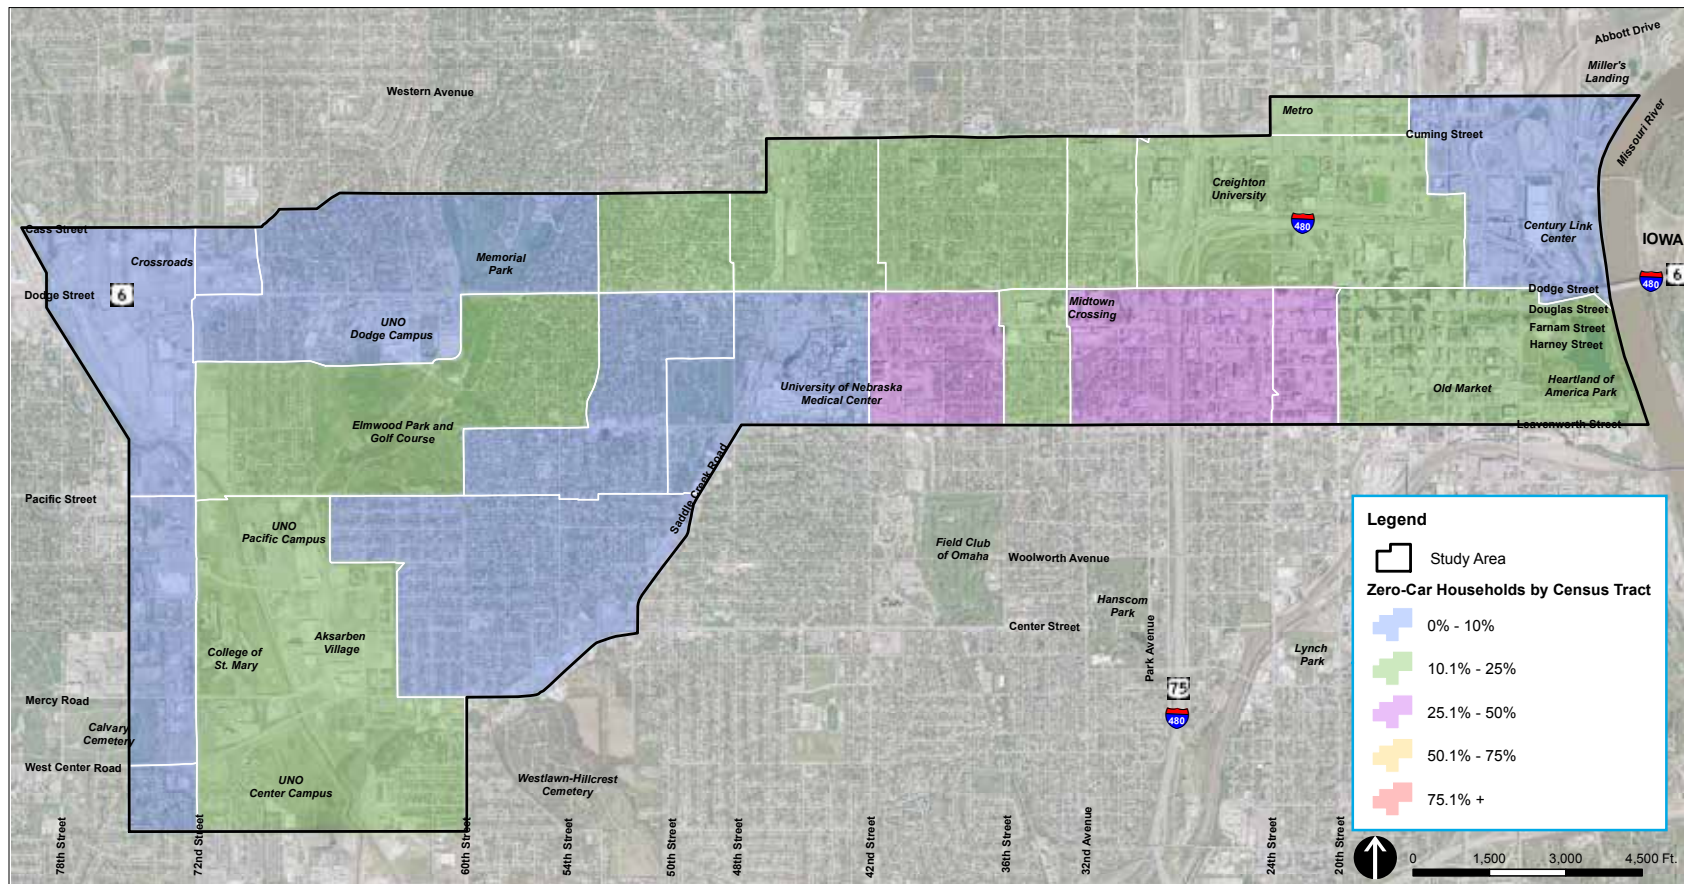 Abbott Drive
Miller's
Landing
Western Avenue
Metro
Cuming Street
Missouri River
Creighton
University
480
Cass Street
Century Link
Center
IOWA
Crossroads
Memorial
Park
480
6
Dodge Street
6
Dodge Street
Midtown
Crossing
Douglas Street
UNO
Dodge Campus
Farnam Street
Harney Street
University of Nebraska
Medical Center
Old Market
Heartland of
America Park
Elmwood Park and
Golf Course
Leavenworth Street
Saddle Creek Road
Pacific Street
UNO
Pacific Campus
Field Club
of Omaha
Woolworth Avenue
Hanscom
Park
Center Street
Park Avenue
Lynch
Park
Aksarben
Village
College of
St. Mary
75
480
Mercy Road
Calvary
Cemetery
West Center Road
UNO
Center Campus
Westlawn-Hillcrest
Cemetery
78th Street
72nd Street
60th Street
54th Street
50th Street
48th Street
42nd Street
36th Street
32nd Avenue
24th Street
20th Street
Legend
Study Area
Zero-Car Households by Census Tract
0% - 10%
10.1% - 25%
25.1% - 50%
50.1% - 75%
75.1% +
0 1,500 3,000 4,500 Ft.